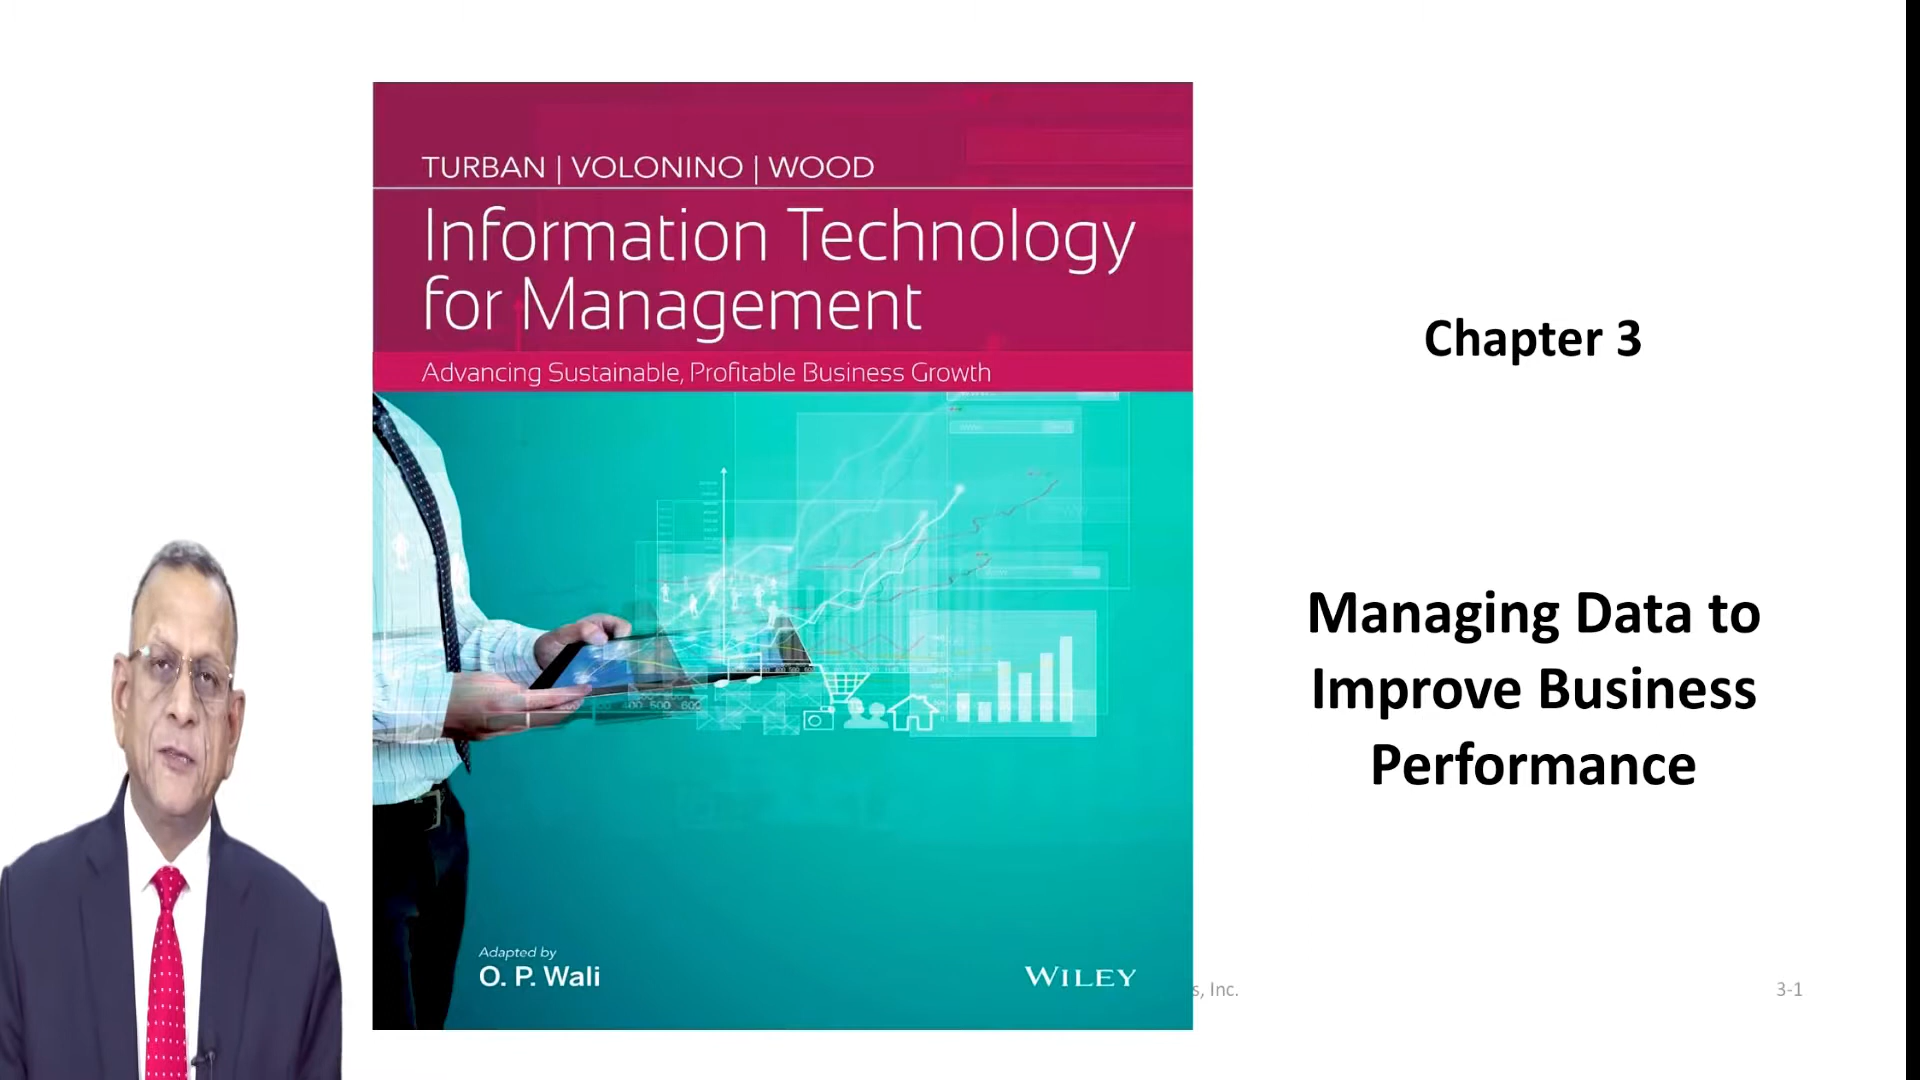 TURBAN | VOLONINO | WOOD
Information Technology
for Management
Advancing Sustainable, Profitable Business Growth
Adapted by
O. P. Wali
WILEY
Chapter 3
Managing Data to
Improve Business
Performance
s, Inc.
3-1